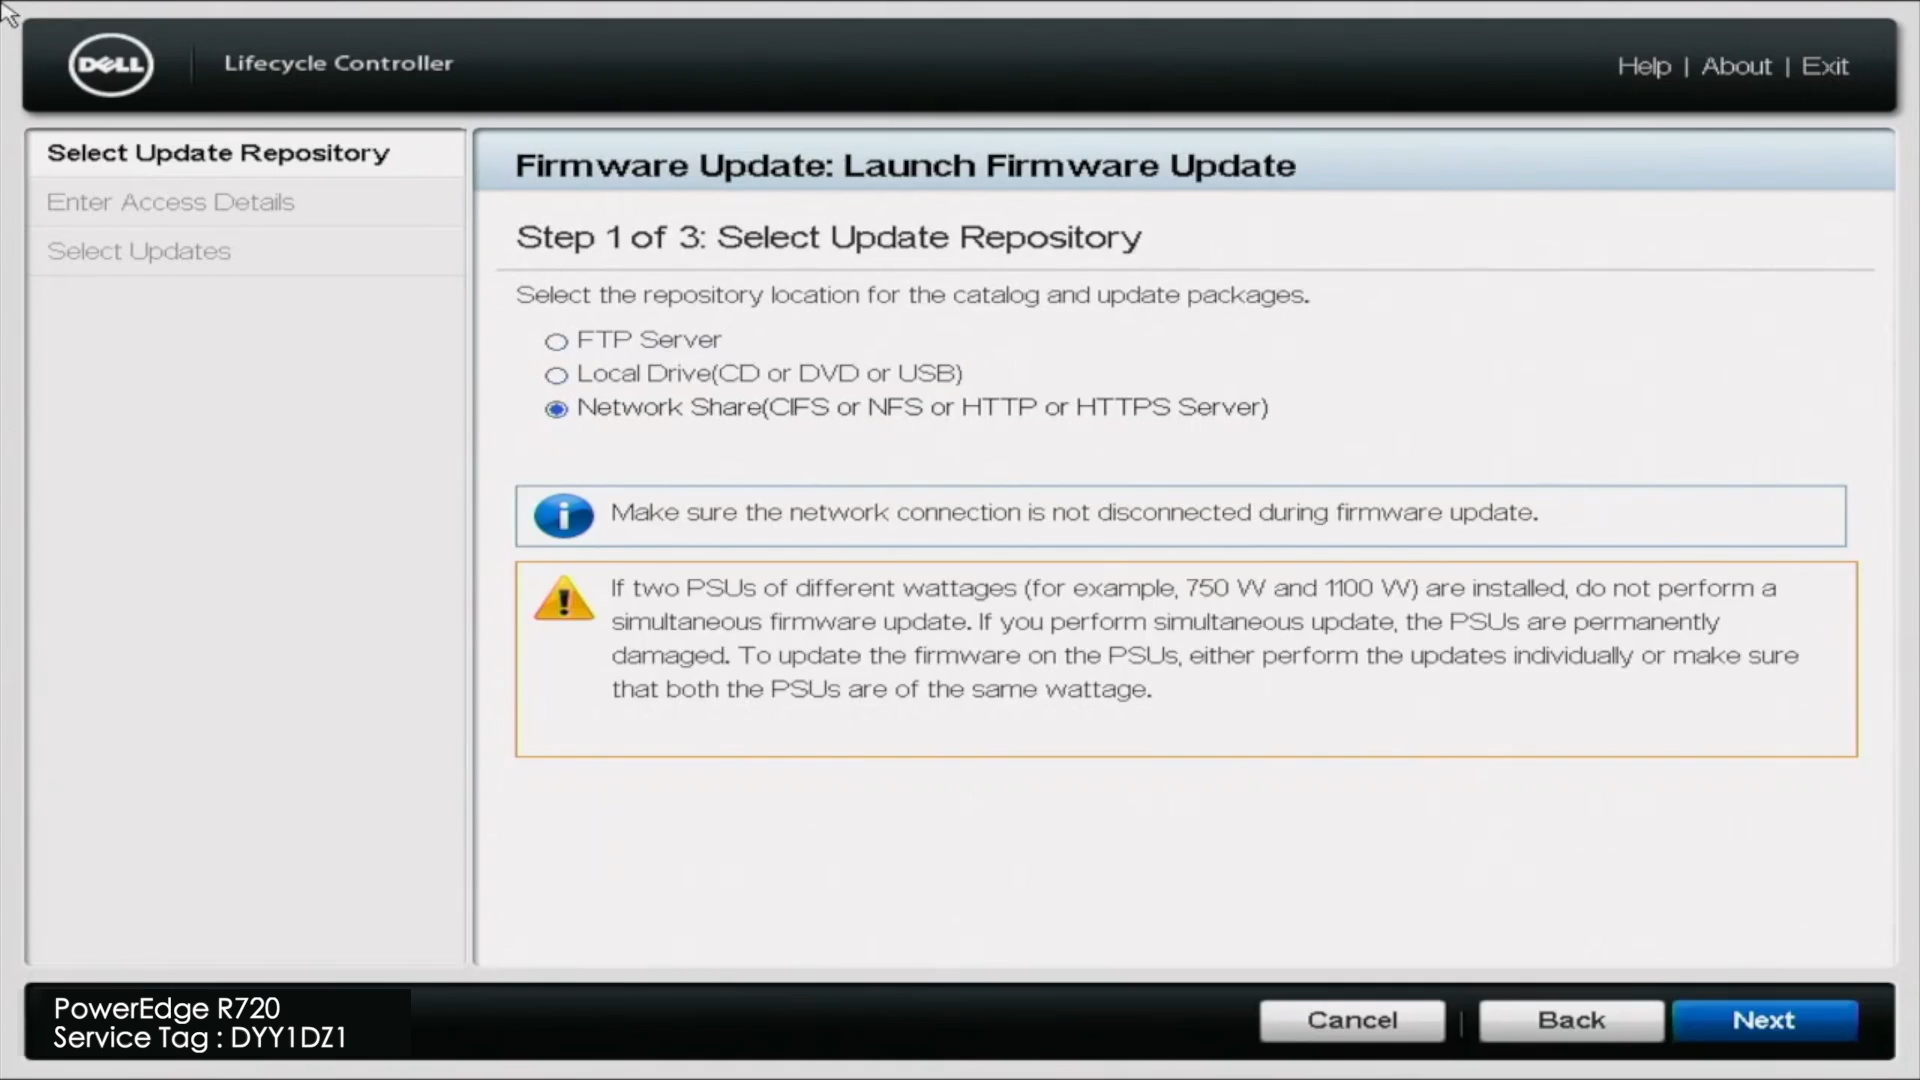 DELL
Lifecycle Controller
Help | About | Exit
Select Update Repository
Enter Access Details
Select Updates
Firmware Update: Launch Firmware Update
Step 1 of 3: Select Update Repository
Select the repository location for the catalog and update packages.
FTP Server
Local Drive(CD or DVD or USB)
Network Share(CIFS or NFS or HTTP or HTTPS Server)
Make sure the network connection is not disconnected during firmware update.
If two PSUs of different wattages (for example, 750 W and 1100 W) are installed, do not perform a
simultaneous firmware update. If you perform simultaneous update, the PSUs are permanently
damaged. To update the firmware on the PSUs, either perform the updates individually or make sure
that both the PSUs are of the same wattage.
PowerEdge R720
Service Tag : DYY1DZ1
Cancel | Back Next